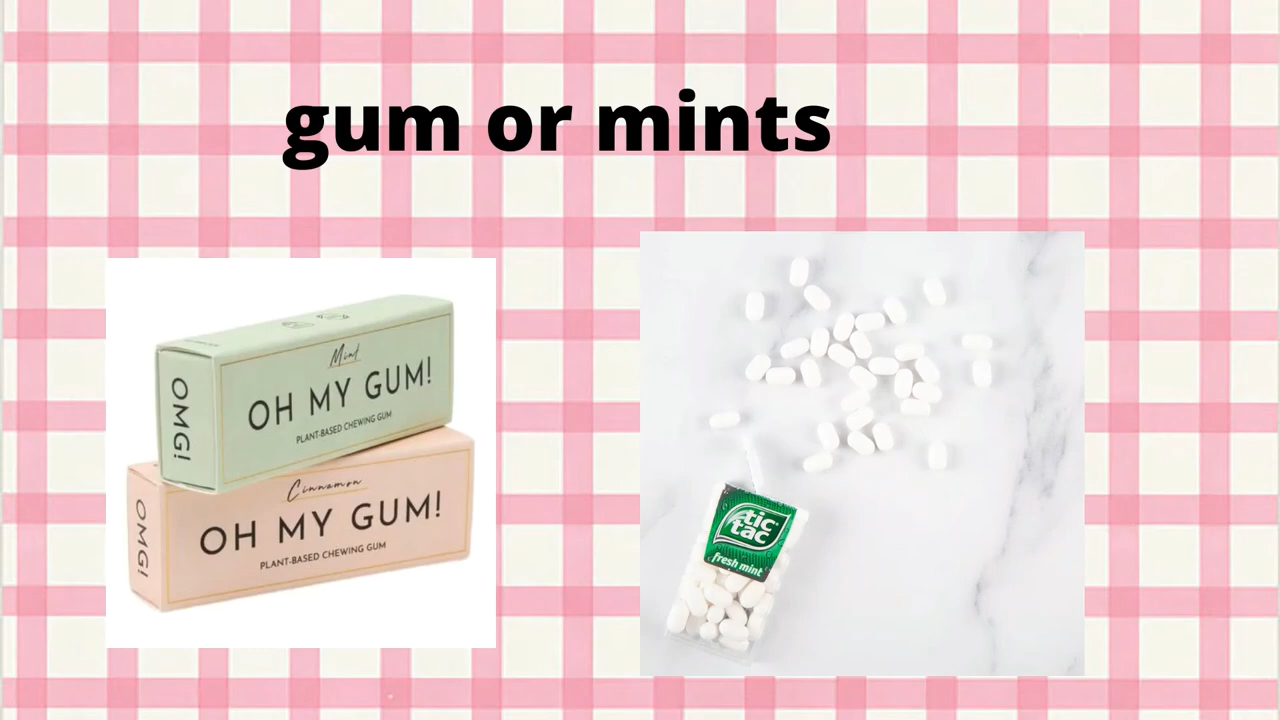 gum or mints
Mint
OH MY GUM!
PLANT-BASED CHEWING GUM
OMG!
Cinnamon
OH MY GUM!
PLANT-BASED CHEWING GUM
OMG!
tic
tac
fresh mint